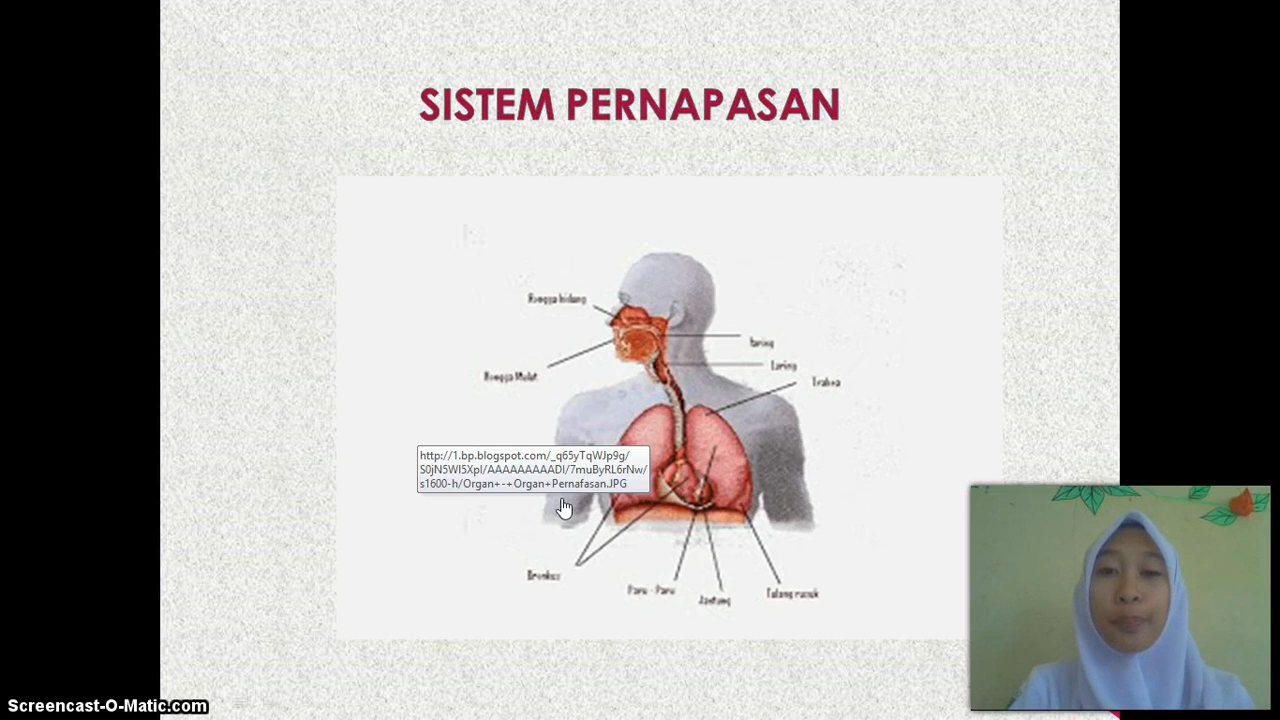 SISTEM PERNAPASAN
Rongga hidung
faring
Laring
Rongga Mulut
Trakea
http://1.bp.blogspot.com/_q65yTqWJp9g/
S0jN5Wl5XpI/AAAAAAAAADI/7muByRL6rNw/
s1600-h/Organ+-+Organ+Pernafasan.JPG
Bronkus
Paru - Paru
Jantung
Tulang rusuk
Screencast-O-Matic.com